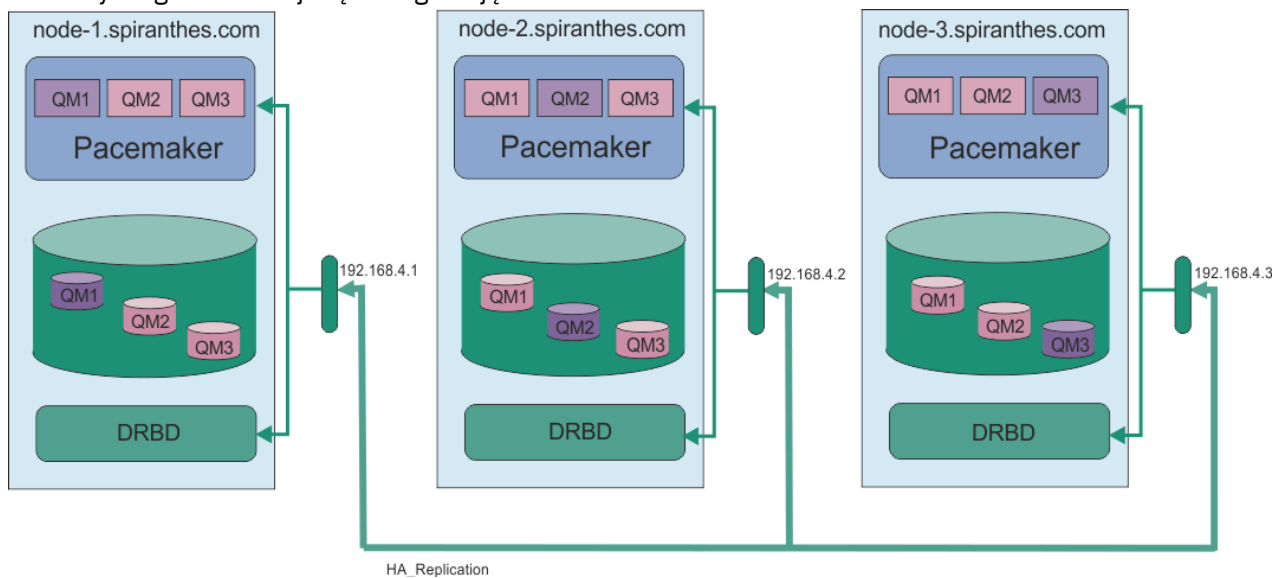 node-1.spiranthes.com
QM1 QM2 QM3
Pacemaker
QM1
QM2
QM3
DRBD
192.168.4.1
node-2.spiranthes.com
QM1 QM2 QM3
Pacemaker
QM1
QM2
QM3
DRBD
192.168.4.2
node-3.spiranthes.com
QM1 QM2 QM3
Pacemaker
QM1
QM2
QM3
DRBD
192.168.4.3
HA_Replication